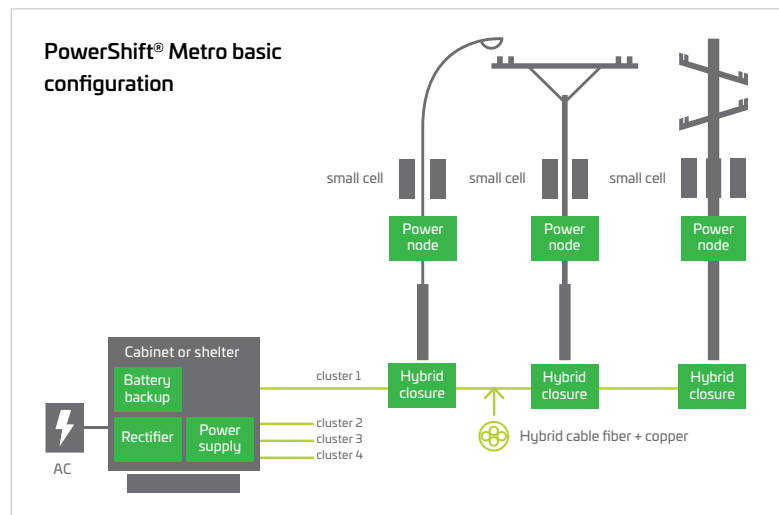 PowerShift® Metro basic
configuration
small cell
small cell
small cell
Power
node
Power
node
Power
node
Cabinet or shelter
Battery
backup
Rectifier
Power
supply
AC
cluster 1
cluster 2
cluster 3
cluster 4
Hybrid
closure
Hybrid
closure
Hybrid
closure
Hybrid cable fiber + copper